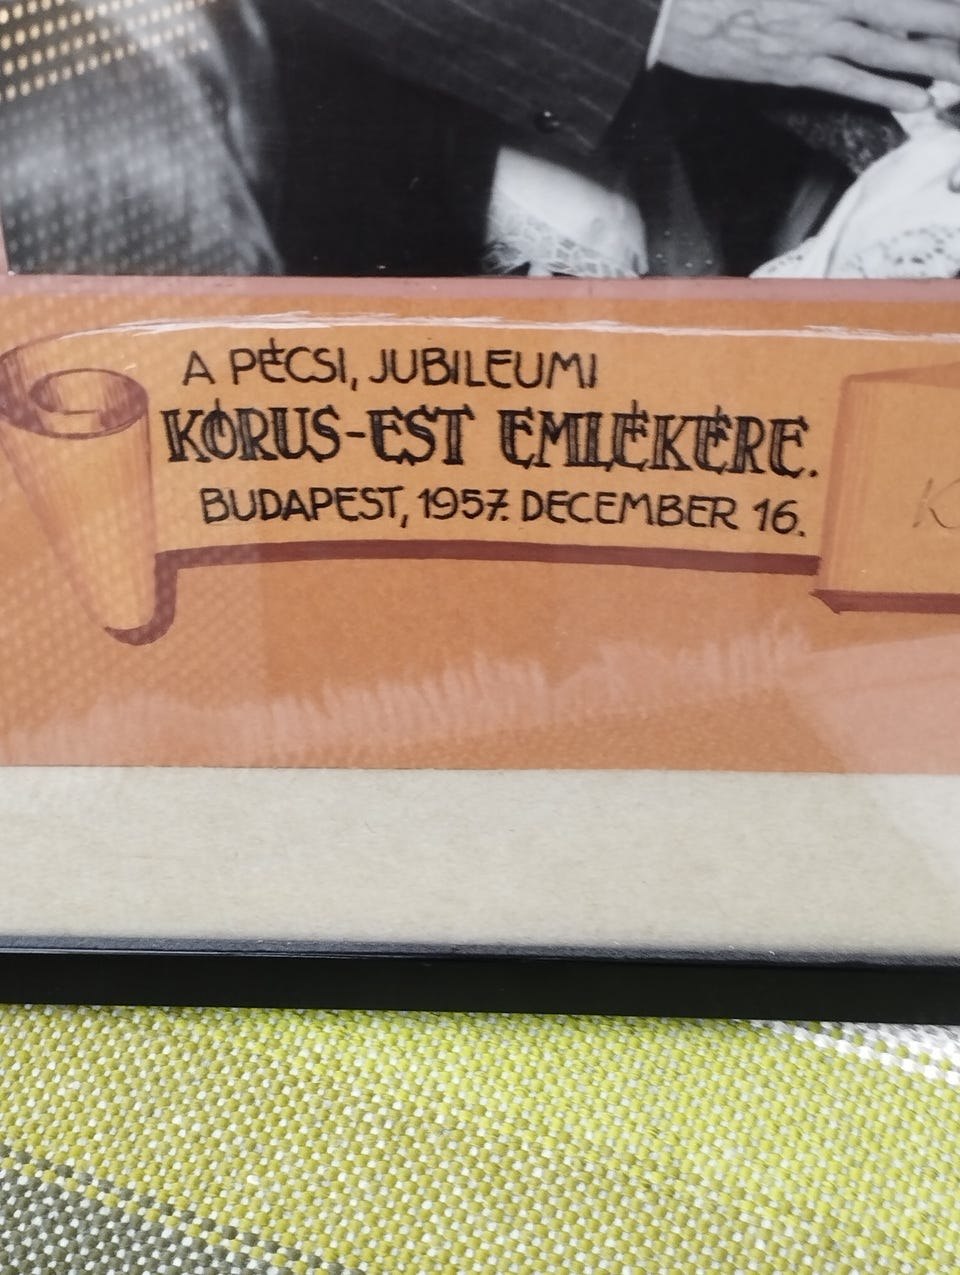 A PÉCSI, JUBILEUMI
KÓRUS-EST EMLÉKÉRE.
BUDAPEST, 1957. DECEMBER 16.